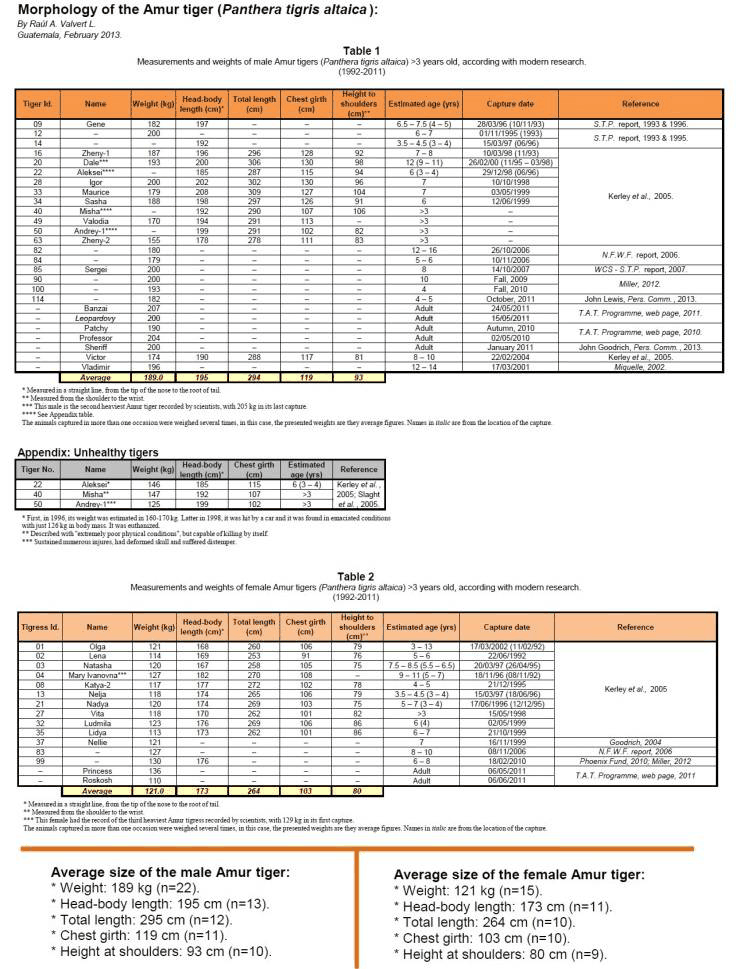 Morphology of the Amur tiger (Panthera tigris altaica):
By Raúl A. Valvert L.
Guatemala, February 2013.
Table 1
Measurements and weights of male Amur tigers (Panthera tigris altaica) >3 years old, according with modern research.
(1992-2011)
Tiger Id. Name Weight (kg) Head-body length (cm)* Total length (cm) Chest girth (cm) Height to shoulders (cm)** Estimated age (yrs) Capture date Reference
09 Gene 182 197 – – – 6.5 – 7.5 (4 – 5) 28/03/96 (10/11/93) S.T.P. report, 1993 & 1996.
12 – 200 – – – – 6 – 7 01/11/1995 (1993) S.T.P. report, 1993 & 1995.
14 – – 192 – – – 3.5 – 4.5 (3 – 4) 15/03/97 (06/96)
16 Zheny-1 187 196 296 128 92 7 – 8 10/03/98 (11/93) Kerley et al., 2005.
20 Dale*** 193 200 306 130 98 12 (9 – 11) 26/02/00 (11/95 – 03/98)
22 Aleksei**** – 185 287 115 94 6 (3 – 4) 29/12/98 (06/96)
28 Igor 200 202 302 130 96 7 10/10/1998
33 Maurice 179 208 309 127 104 7 03/05/1999
34 Sasha 188 198 297 126 91 6 12/06/1999
40 Misha**** – 192 290 107 106 >3 –
49 Valodia 170 194 291 113 – >3 –
50 Andrey-1**** – 199 291 102 82 >3 –
63 Zheny-2 155 178 278 111 83 >3 –
82 – 180 – – – – 12 – 16 26/10/2006 N.F.W.F. report, 2006.
84 – 179 – – – – 5 – 6 10/11/2006
85 Sergei 200 – – – – 8 14/10/2007 WCS - S.T.P. report, 2007.
90 – 200 – – – – 10 Fall, 2009 Miller, 2012.
100 – 193 – – – – 4 Fall, 2010
114 – 182 – – – – 4 – 5 October, 2011 John Lewis, Pers. Comm., 2013.
– Banzai 207 – – – – Adult 24/05/2011 T.A.T. Programme, web page, 2011.
– Leopardovy 200 – – – – Adult 15/05/2011
– Patchy 190 – – – – Adult Autumn, 2010 T.A.T. Programme, web page, 2010.
– Professor 204 – – – – Adult 02/05/2010
– Sheriff 200 – – – – Adult January 2011 John Goodrich, Pers. Comm., 2013.
– Victor 174 190 288 117 81 8 – 10 22/02/2004 Kerley et al., 2005.
– Vladimir 196 – – – – 12 – 14 17/03/2001 Miquelle, 2002.
Average 189.0 195 294 119 93
* Measured in a straight line, from the tip of the nose to the root of tail.
** Measured from the shoulder to the wrist.
*** This male is the second heaviest Amur tiger recorded by scientists, with 205 kg in its last capture.
**** See Appendix table.
The animals captured in more than one occasion were weighed several times, in this case, the presented weights are they average figures. Names in italic are from the location of the capture.
Appendix: Unhealthy tigers
Tiger No. Name Weight (kg) Head-body length (cm)* Chest girth (cm) Estimated age (yrs) Reference
22 Aleksei* 146 185 115 6 (3 – 4) Kerley et al.,
40 Misha** 147 192 107 >3 2005; Slaght
50 Andrey-1*** 125 199 102 >3 et al., 2005.
* First, in 1996, its weight was estimated in 160-170 kg. Latter in 1998, it was hit by a car and it was found in emaciated conditions
with just 126 kg in body mass. It was euthanized.
** Described with "extremely poor physical conditions", but capable of killing by itself.
*** Sustained numerous injures, had deformed skull and suffered distemper.
Table 2
Measurements and weights of female Amur tigers (Panthera tigris altaica) >3 years old, according with modern research.
(1992-2011)
Tigress Id. Name Weight (kg) Head-body length (cm)* Total length (cm) Chest girth (cm) Height to shoulders (cm)** Estimated age (yrs) Capture date Reference
01 Olga 121 168 260 106 79 3 – 13 17/03/2002 (11/02/92) Kerley et al., 2005
02 Lena 114 169 253 91 76 5 – 6 22/06/1992
03 Natasha 120 167 258 105 75 7.5 – 8.5 (5.5 – 6.5) 20/03/97 (26/04/95)
04 Mary Ivanovna*** 127 182 270 108 – 9 – 11 (5 – 7) 18/11/96 (08/11/92)
08 Katya-2 117 177 272 102 78 4 – 5 21/12/1995
13 Nelja 118 174 265 106 79 3.5 – 4.5 (3 – 4) 15/03/97 (18/06/96)
21 Nadya 120 174 269 103 75 5 – 7 (3 – 4) 17/06/1996 (12/12/95)
27 Vita 118 170 262 101 82 >3 15/05/1998
32 Ludmila 123 176 269 106 86 6 (4) 02/05/1999
35 Lidya 113 173 262 101 86 6 – 7 21/10/1999
37 Nellie 121 – – – – 7 16/11/1999 Goodrich, 2004
83 – 127 – – – – 8 – 10 08/11/2006 N.F.W.F. report, 2006
99 – 130 176 – – – 6 – 8 18/02/2010 Phoenix Fund, 2010; Miller, 2012
– Princess 136 – – – – Adult 06/05/2011 T.A.T. Programme, web page, 2011
– Roskosh 110 – – – – Adult 06/06/2011
Average 121.0 173 264 103 80
* Measured in a straight line, from the tip of the nose to the root of tail.
** Measured from the shoulder to the wrist.
*** This female had the record of the third heaviest Amur tigress recorded by scientists, with 129 kg in its first capture.
The animals captured in more than one occasion were weighed several times, in this case, the presented weights are they average figures. Names in italic are from the location of the capture.
Average size of the male Amur tiger:
* Weight: 189 kg (n=22).
* Head-body length: 195 cm (n=13).
* Total length: 295 cm (n=12).
* Chest girth: 119 cm (n=11).
* Height at shoulders: 93 cm (n=10).
Average size of the female Amur tiger:
* Weight: 121 kg (n=15).
* Head-body length: 173 cm (n=11).
* Total length: 264 cm (n=10).
* Chest girth: 103 cm (n=10).
* Height at shoulders: 80 cm (n=9).